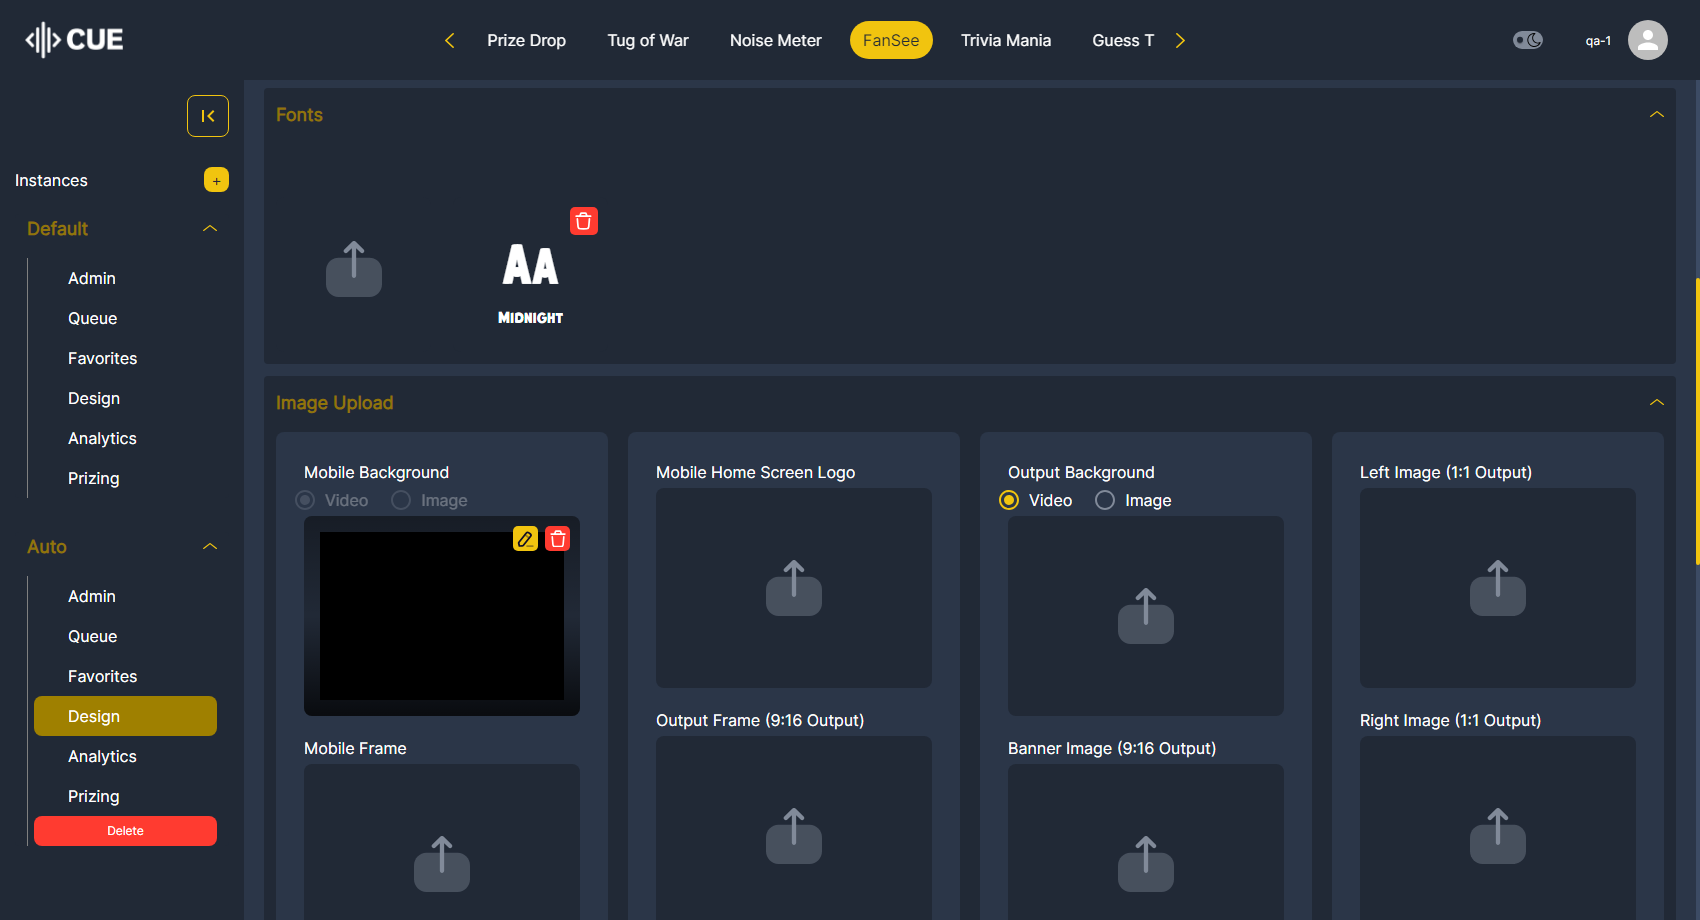 CUE
Prize Drop
Tug of War
Noise Meter
FanSee
Trivia Mania
Guess T
qa-1
Instances
+
Default
Admin
Queue
Favorites
Design
Analytics
Prizing
Auto
Admin
Queue
Favorites
Design
Analytics
Prizing
Delete
Fonts
AA
MIDNIGHT
Image Upload
Mobile Background
Video
Image
Mobile Frame
Mobile Home Screen Logo
Output Frame (9:16 Output)
Output Background
Video
Image
Banner Image (9:16 Output)
Left Image (1:1 Output)
Right Image (1:1 Output)